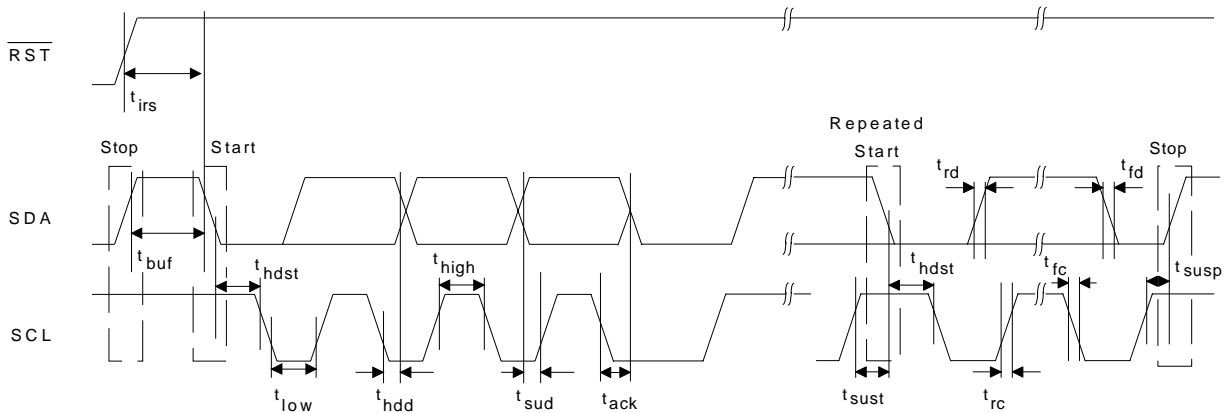 RST
t irs
Repeated
Stop
Start
Start
Stop
t rd
t fd
SDA
t buf
t hdst
t high
t hdst
t fc
t susp
SCL
t low
t hdd
t sud
t ack
t sust
t rc